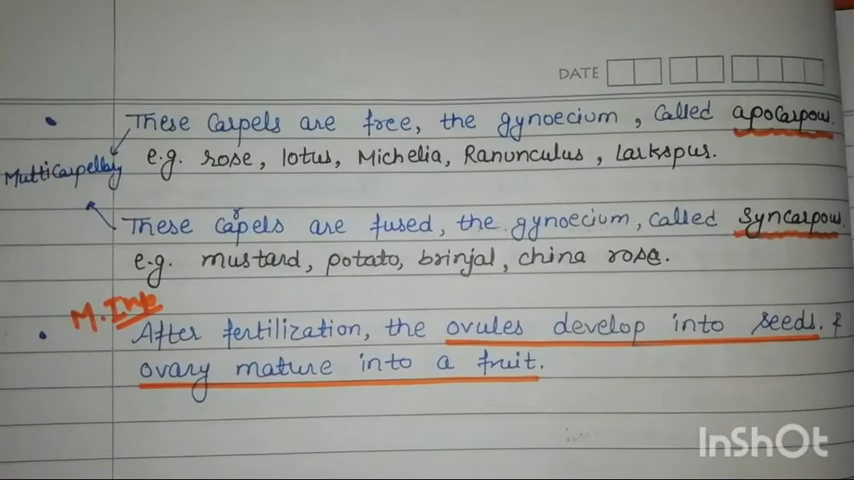 DATE
• These Carpels are free, the gynoecium, called apocarpous.
Multicarpellary
e.g. rose, lotus, Michelia, Ranunculus, Larkspur.
These Carpels are fused, the gynoecium, called Syncarpous.
e.g. mustard, potato, brinjal, china rose.
M. Imp
• After fertilization, the ovules develop into seeds. &
ovary mature into a fruit.
InShOt